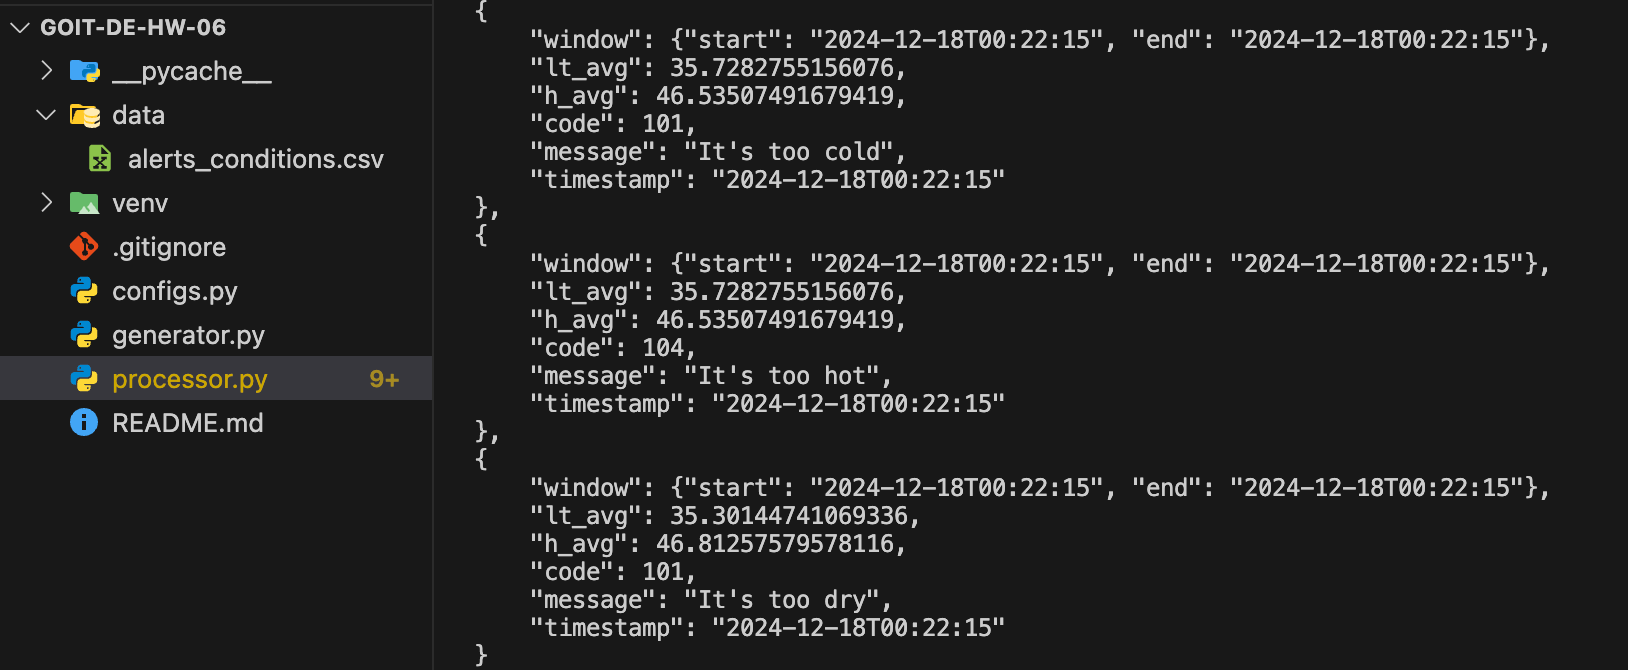 GOIT-DE-HW-06
__pycache__
data
alerts_conditions.csv
venv
.gitignore
configs.py
generator.py
processor.py 9+
README.md
{
"window": {"start": "2024-12-18T00:22:15", "end": "2024-12-18T00:22:15"},
"lt_avg": 35.7282755156076,
"h_avg": 46.53507491679419,
"code": 101,
"message": "It's too cold",
"timestamp": "2024-12-18T00:22:15"
},
{
"window": {"start": "2024-12-18T00:22:15", "end": "2024-12-18T00:22:15"},
"lt_avg": 35.7282755156076,
"h_avg": 46.53507491679419,
"code": 104,
"message": "It's too hot",
"timestamp": "2024-12-18T00:22:15"
},
{
"window": {"start": "2024-12-18T00:22:15", "end": "2024-12-18T00:22:15"},
"lt_avg": 35.30144741069336,
"h_avg": 46.81257579578116,
"code": 101,
"message": "It's too dry",
"timestamp": "2024-12-18T00:22:15"
}